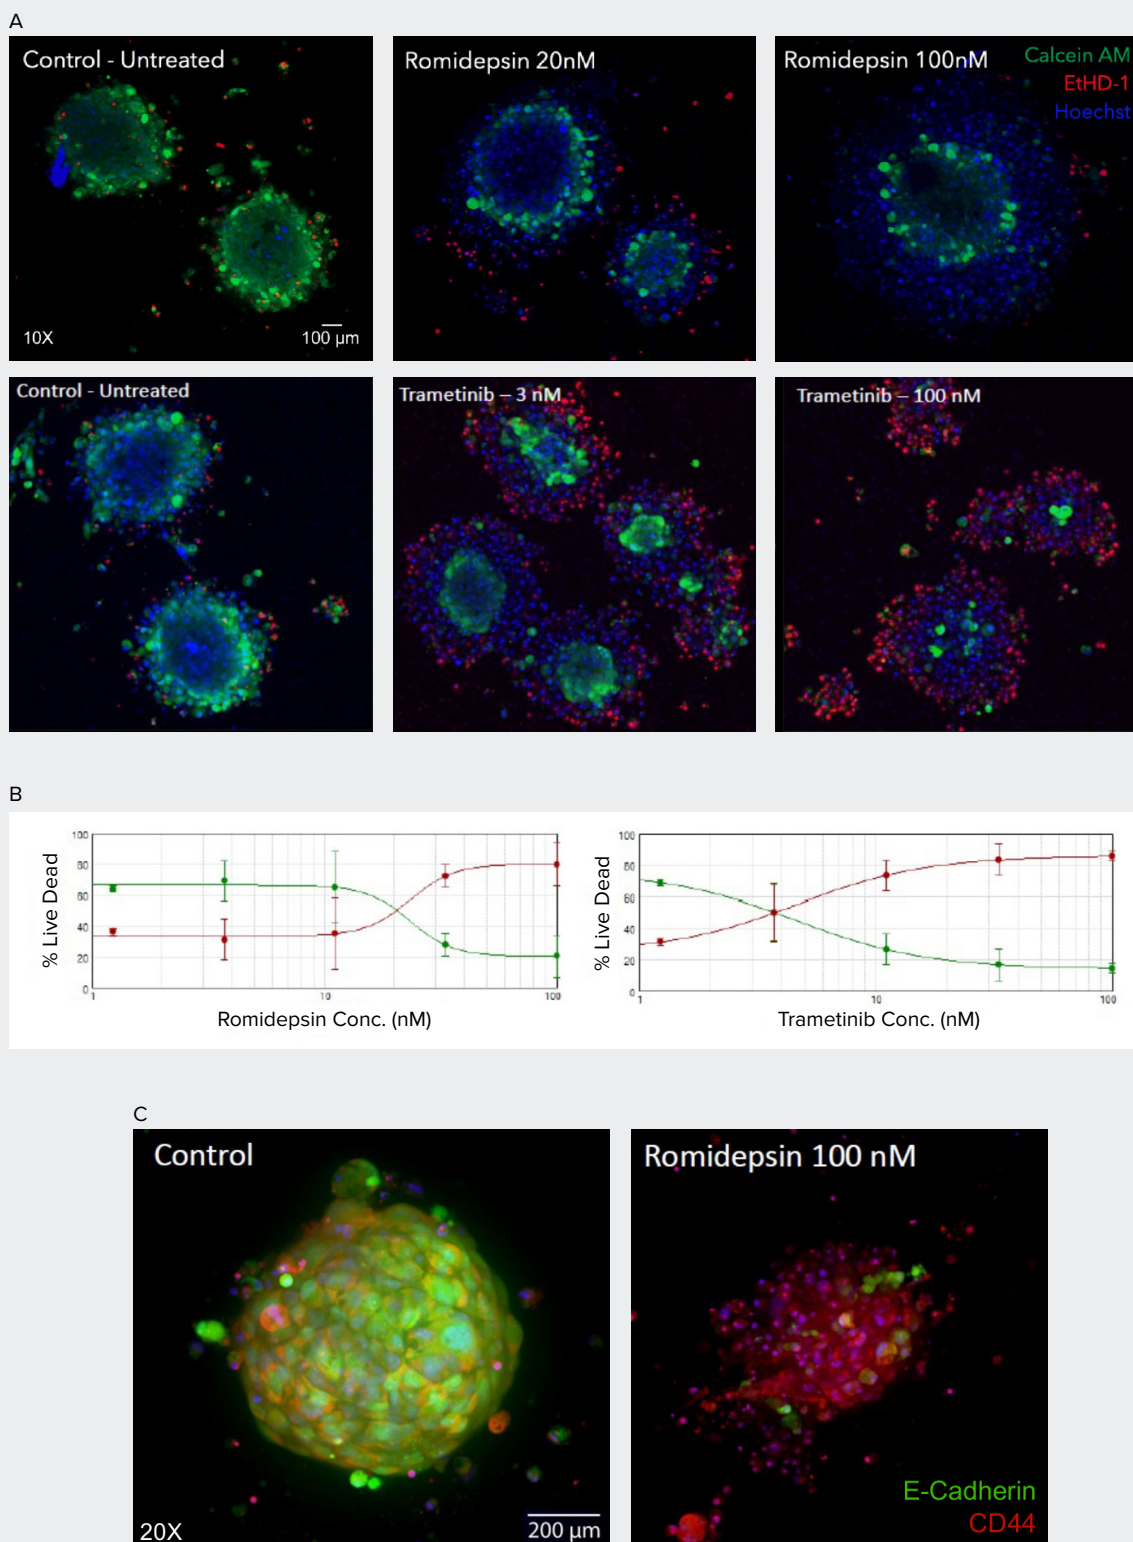 A
Control - Untreated
Romidepsin 20nM
Romidepsin 100nM
Calcein AM
EtHD-1
Hoechst
10X
100 µm
Control - Untreated
Trametinib – 3 nM
Trametinib – 100 nM
B
% Live Dead
100
80
60
40
20
0
1
10
100
Romidepsin Conc. (nM)
% Live Dead
100
80
60
40
20
0
1
10
100
Trametinib Conc. (nM)
C
Control
20X
200 µm
Romidepsin 100 nM
E-Cadherin
CD44